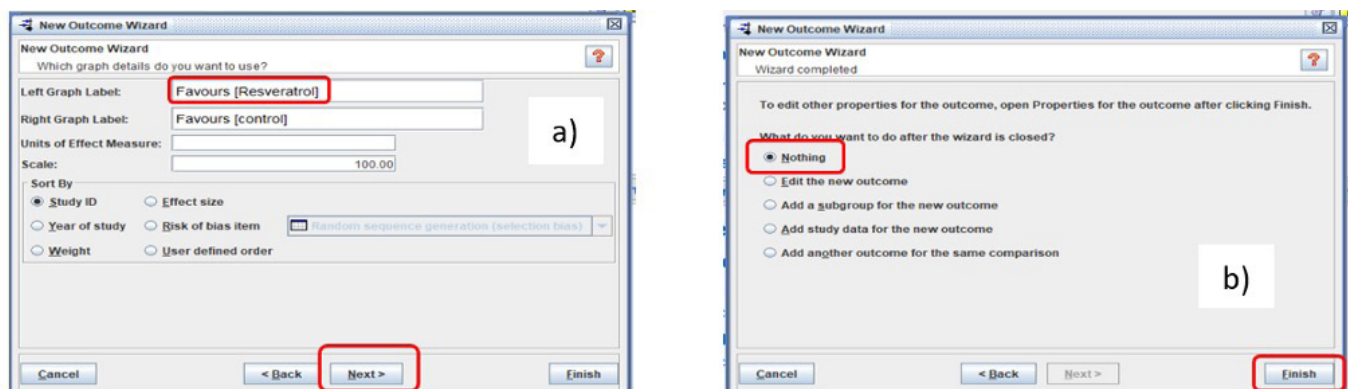 New Outcome Wizard
New Outcome Wizard
Which graph details do you want to use?
Left Graph Label: Favours [Resveratrol]
Right Graph Label: Favours [control]
Units of Effect Measure:
Scale: 100.00
Sort By
Study ID Effect size
Year of study Risk of bias item Random sequence generation (selection bias)
Weight User defined order
Cancel < Back Next > Finish
a)
New Outcome Wizard
New Outcome Wizard
Wizard completed
To edit other properties for the outcome, open Properties for the outcome after clicking Finish.
What do you want to do after the wizard is closed?
Nothing
Edit the new outcome
Add a subgroup for the new outcome
Add study data for the new outcome
Add another outcome for the same comparison
b)
Cancel < Back Next > Finish